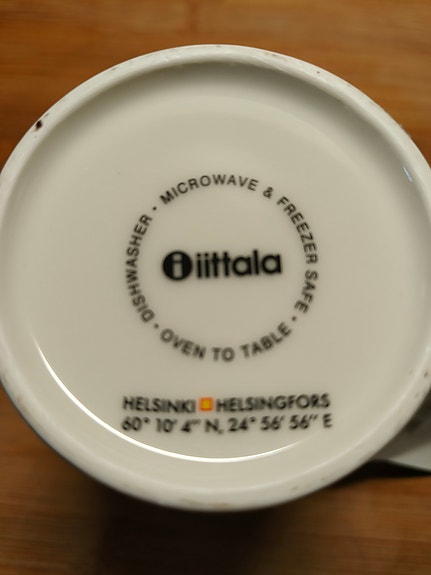 DISHWASHER · MICROWAVE & FREEZER SAFE · OVEN TO TABLE ·
iittala
HELSINKI HELSINGFORS
60° 10′ 4″ N, 24° 56′ 56″ E